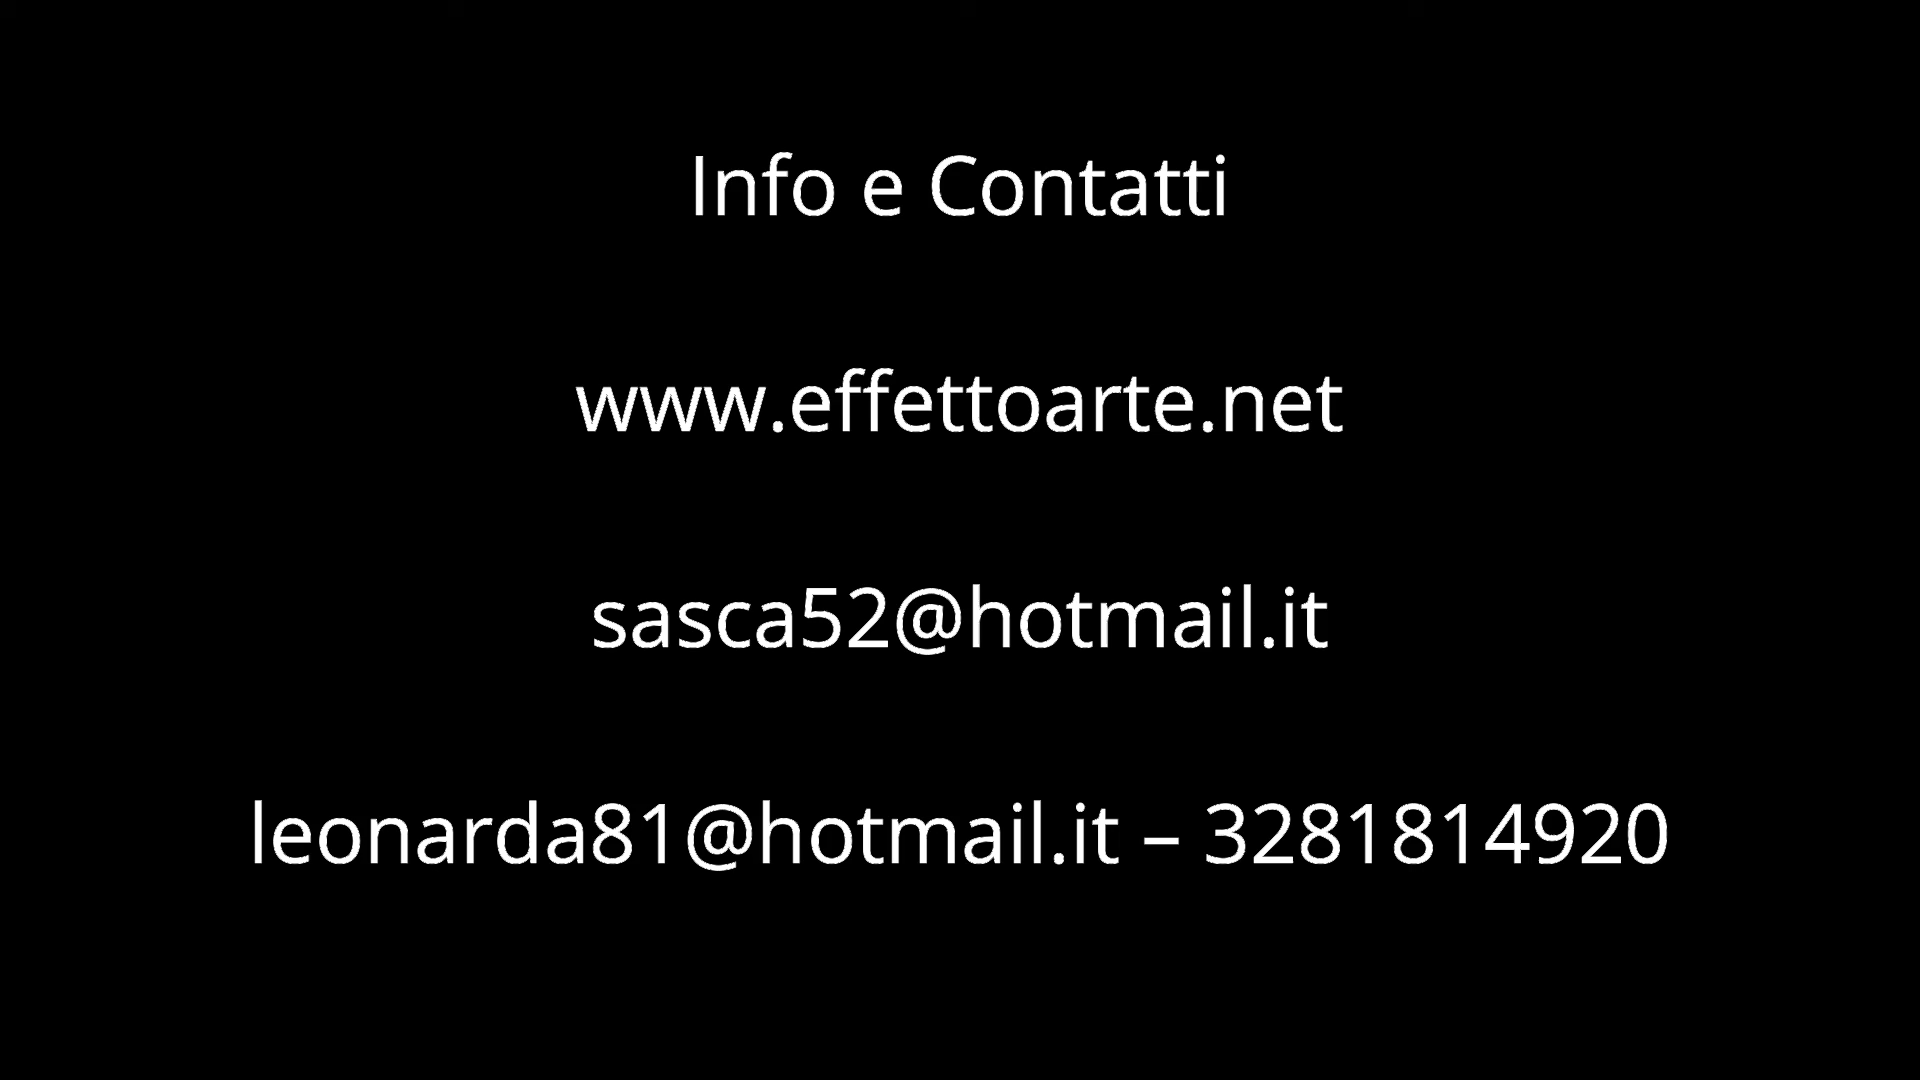 Info e Contatti
www.effettoarte.net
sasca52@hotmail.it
leonarda81@hotmail.it – 3281814920